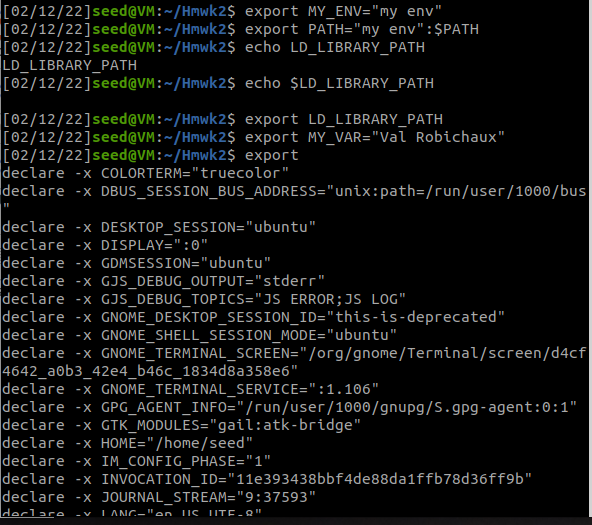 [02/12/22]seed@VM:~/Hmwk2$ export MY_ENV="my env"
[02/12/22]seed@VM:~/Hmwk2$ export PATH="my env":$PATH
[02/12/22]seed@VM:~/Hmwk2$ echo LD_LIBRARY_PATH
LD_LIBRARY_PATH
[02/12/22]seed@VM:~/Hmwk2$ echo $LD_LIBRARY_PATH

[02/12/22]seed@VM:~/Hmwk2$ export LD_LIBRARY_PATH
[02/12/22]seed@VM:~/Hmwk2$ export MY_VAR="Val Robichaux"
[02/12/22]seed@VM:~/Hmwk2$ export
declare -x COLORTERM="truecolor"
declare -x DBUS_SESSION_BUS_ADDRESS="unix:path=/run/user/1000/bus
"
declare -x DESKTOP_SESSION="ubuntu"
declare -x DISPLAY=":0"
declare -x GDMSESSION="ubuntu"
declare -x GJS_DEBUG_OUTPUT="stderr"
declare -x GJS_DEBUG_TOPICS="JS ERROR;JS LOG"
declare -x GNOME_DESKTOP_SESSION_ID="this-is-deprecated"
declare -x GNOME_SHELL_SESSION_MODE="ubuntu"
declare -x GNOME_TERMINAL_SCREEN="/org/gnome/Terminal/screen/d4cf
4642_a0b3_42e4_b46c_1834d8a358e6"
declare -x GNOME_TERMINAL_SERVICE=":1.106"
declare -x GPG_AGENT_INFO="/run/user/1000/gnupg/S.gpg-agent:0:1"
declare -x GTK_MODULES="gail:atk-bridge"
declare -x HOME="/home/seed"
declare -x IM_CONFIG_PHASE="1"
declare -x INVOCATION_ID="11e393438bbf4de88da1ffb78d36ff9b"
declare -x JOURNAL_STREAM="9:37593"
declare -x LANG="en_US.UTF-8"